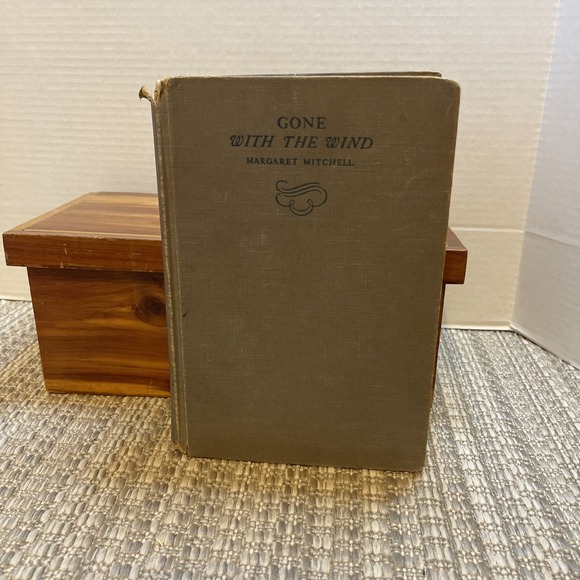 GONE
WITH THE WIND
MARGARET MITCHELL